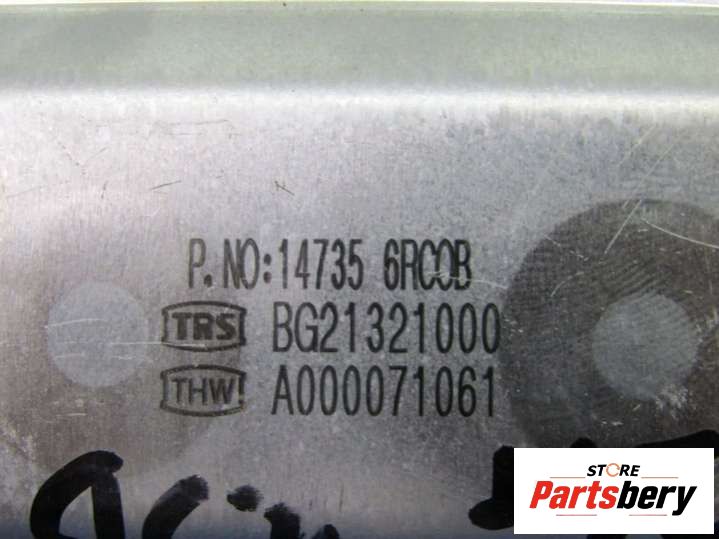 P.NO:14735 6RC0B
TRS BG21321000
THW! A000071061
STORE
Partsbery